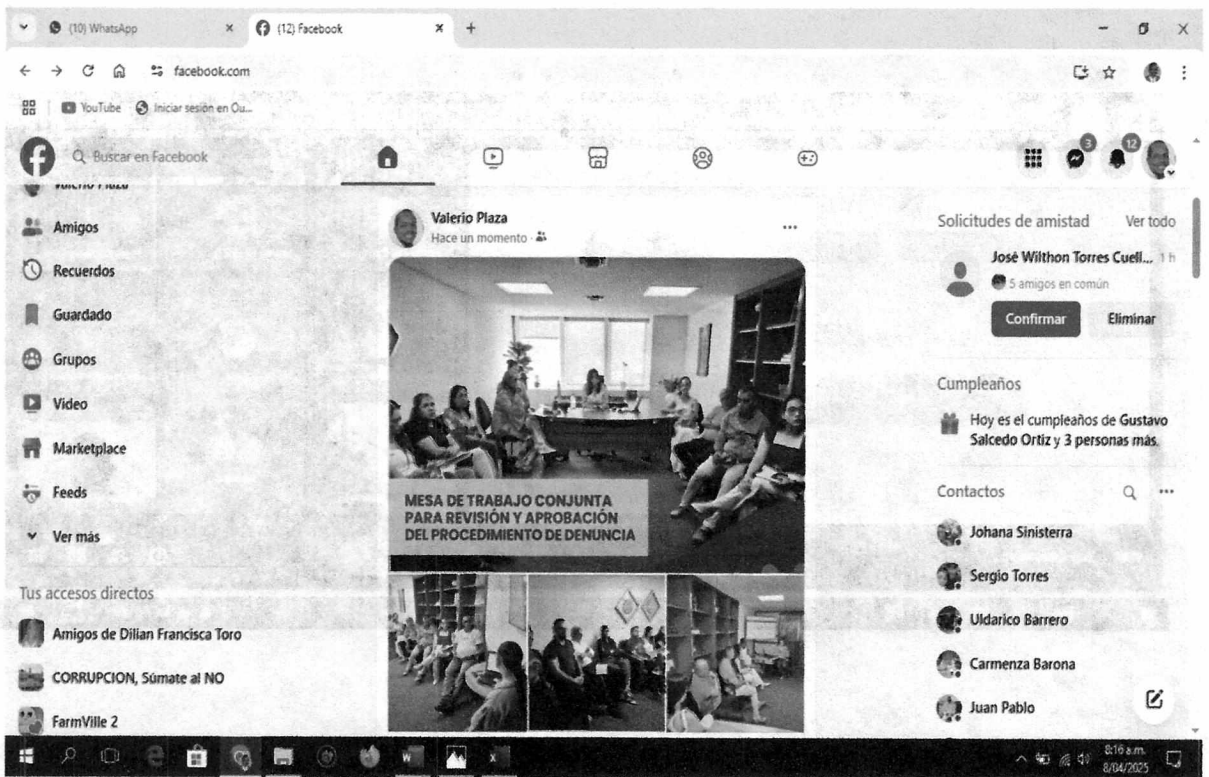 (10) WhatsApp
(12) Facebook
facebook.com
YouTube
Iniciar sesión en Ou...
Buscar en Facebook
3
12
Valerio Plaza
Amigos
Recuerdos
Guardado
Grupos
Video
Marketplace
Feeds
Ver más
Tus accesos directos
Amigos de Dilian Francisca Toro
CORRUPCION, Súmate al NO
FarmVille 2
Valerio Plaza
Hace un momento ·
MESA DE TRABAJO CONJUNTA
PARA REVISIÓN Y APROBACIÓN
DEL PROCEDIMIENTO DE DENUNCIA
Solicitudes de amistad
Ver todo
José Wilthon Torres Cuell... 1 h
5 amigos en común
Confirmar
Eliminar
Cumpleaños
Hoy es el cumpleaños de Gustavo
Salcedo Ortiz y 3 personas más.
Contactos
Johana Sinisterra
Sergio Torres
Uldarico Barrero
Carmenza Barona
Juan Pablo
8:16 a.m.
8/04/2025